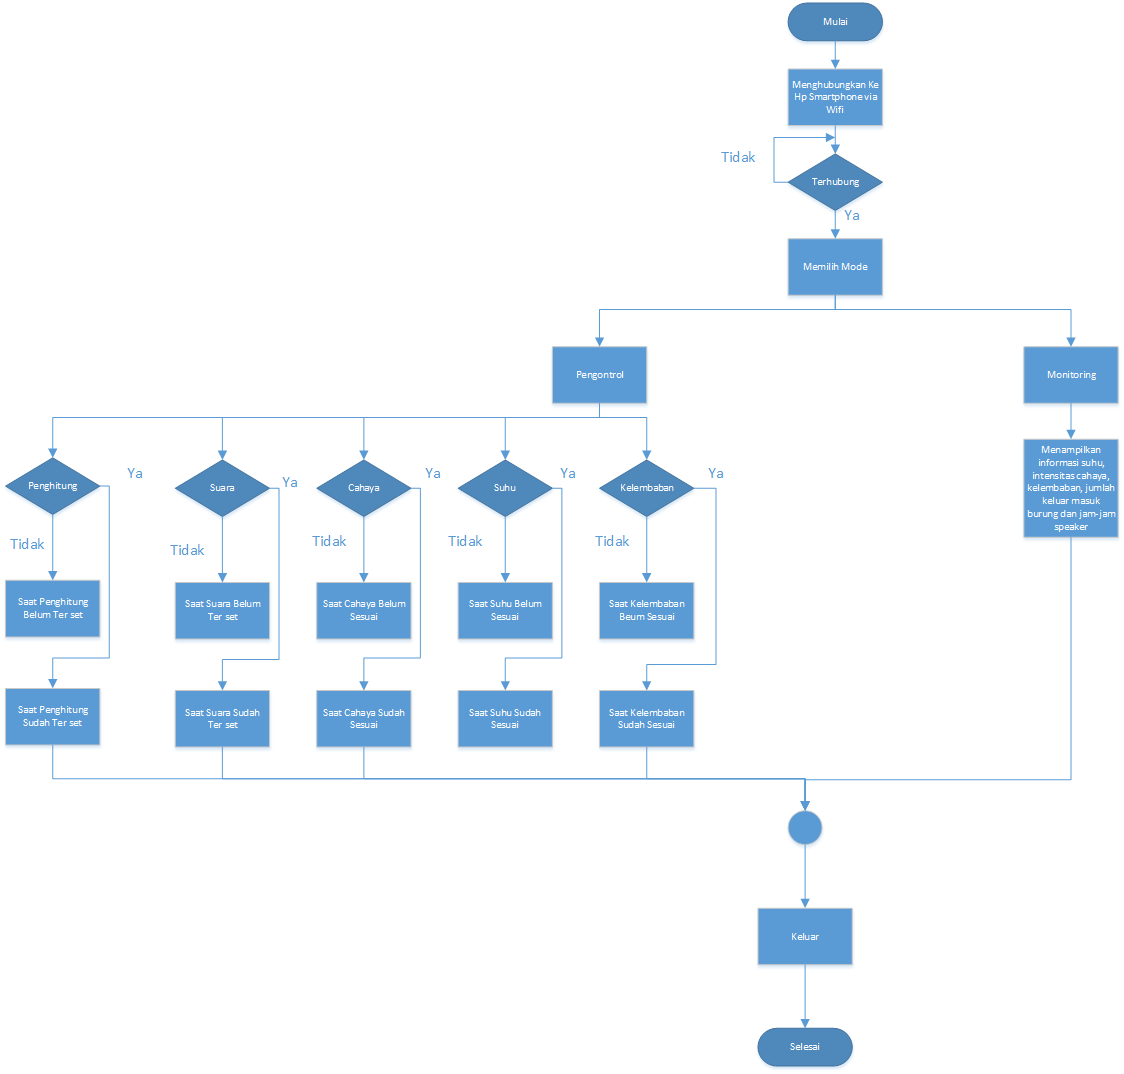 Mulai
Menghubungkan Ke
Hp Smartphone via
Wifi
Tidak
Terhubung
Ya
Memilih Mode
Pengontrol
Monitoring
Menampilkan
informasi suhu,
intensitas cahaya,
kelembaban, jumlah
keluar masuk
burung dan jam-jam
speaker
Penghitung
Ya
Tidak
Saat Penghitung
Belum Ter set
Saat Penghitung
Sudah Ter set
Suara
Ya
Tidak
Saat Suara Belum
Ter set
Saat Suara Sudah
Ter set
Cahaya
Ya
Tidak
Saat Cahaya Belum
Sesuai
Saat Cahaya Sudah
Sesuai
Suhu
Ya
Tidak
Saat Suhu Belum
Sesuai
Saat Suhu Sudah
Sesuai
Kelembaban
Ya
Tidak
Saat Kelembaban
Beum Sesuai
Saat Kelembaban
Sudah Sesuai
Keluar
Selesai